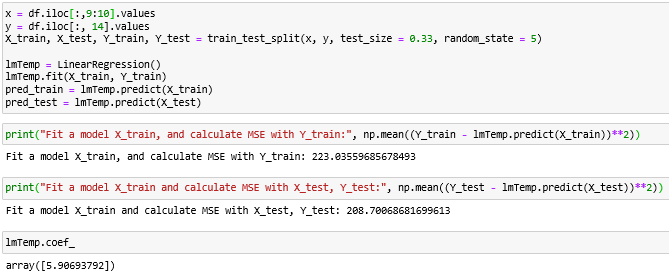 x = df.iloc[:,9:10].values
y = df.iloc[:, 14].values
X_train, X_test, Y_train, Y_test = train_test_split(x, y, test_size = 0.33, random_state = 5)
lmTemp = LinearRegression()
lmTemp.fit(X_train, Y_train)
pred_train = lmTemp.predict(X_train)
pred_test = lmTemp.predict(X_test)
print("Fit a model X_train, and calculate MSE with Y_train:", np.mean((Y_train - lmTemp.predict(X_train))**2))
Fit a model X_train, and calculate MSE with Y_train: 223.03559685678493
print("Fit a model X_train and calculate MSE with X_test, Y_test:", np.mean((Y_test - lmTemp.predict(X_test))**2))
Fit a model X_train and calculate MSE with X_test, Y_test: 208.70068681699613
lmTemp.coef_
array([5.90693792])